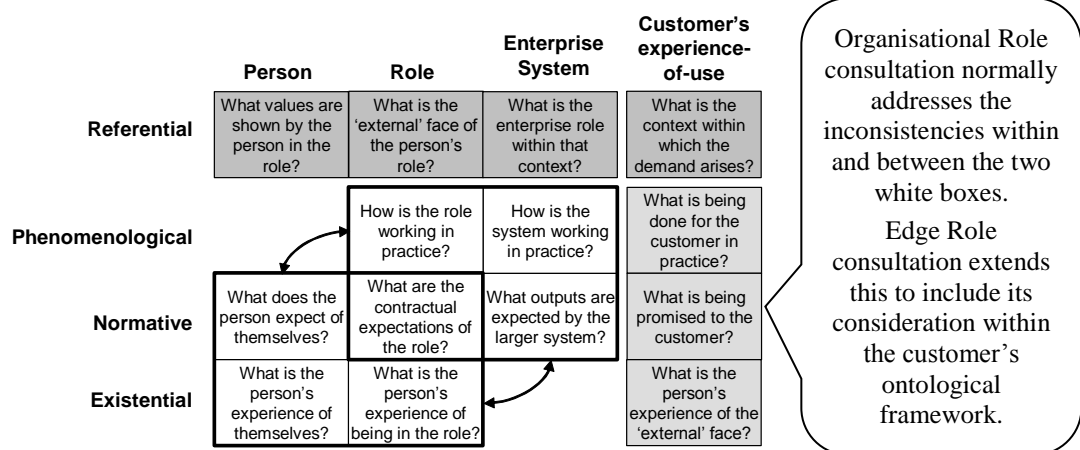 Person
Role
Enterprise
System
Customer's
experience-
of-use
Referential
What values are
shown by the
person in the
role?
What is the
‘external’ face of
the person's
role?
What is the
enterprise role
within that
context?
What is the
context within
which the
demand arises?
Phenomenological
How is the role
working in
practice?
How is the
system working
in practice?
What is being
done for the
customer in
practice?
Normative
What does the
person expect of
themselves?
What are the
contractual
expectations of
the role?
What outputs are
expected by the
larger system?
What is being
promised to the
customer?
Existential
What is the
person's
experience of
themselves?
What is the
person's
experience of
being in the role?
What is the
person's
experience of the
‘external’ face?
Organisational Role
consultation normally
addresses the
inconsistencies within
and between the two
white boxes.
Edge Role
consultation extends
this to include its
consideration within
the customer's
ontological
framework.